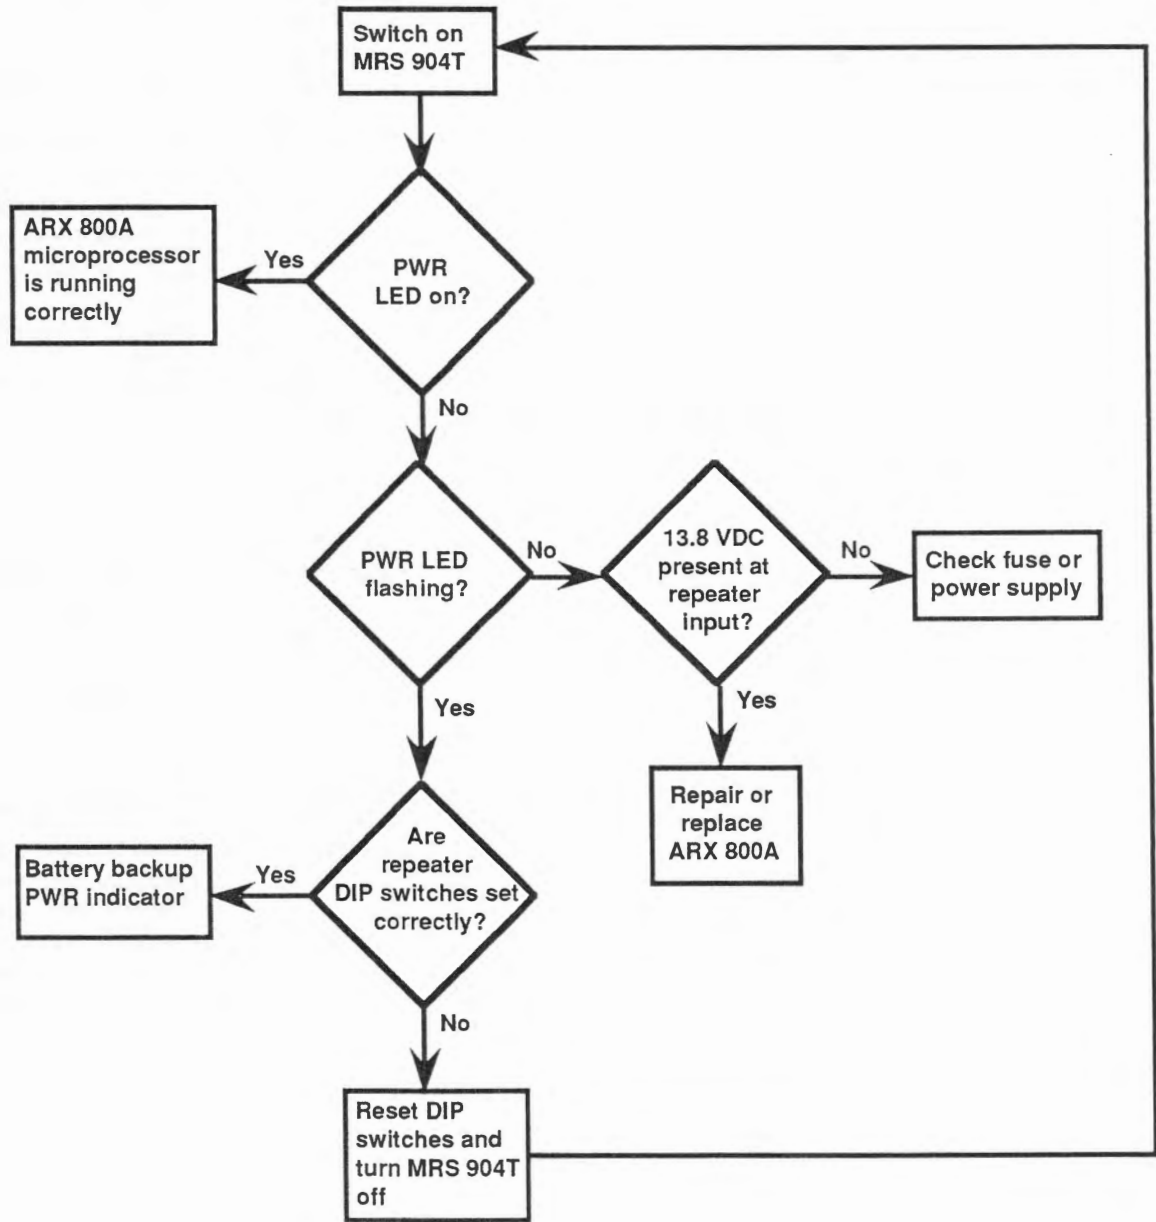 Switch on
MRS 904T
ARX 800A
microprocessor
is running
correctly
Yes
PWR
LED on?
No
PWR LED
flashing?
No
13.8 VDC
present at
repeater
input?
No
Check fuse or
power supply
Yes
Yes
Repair or
replace
ARX 800A
Battery backup
PWR indicator
Yes
Are
repeater
DIP switches set
correctly?
No
Reset DIP
switches and
turn MRS 904T
off